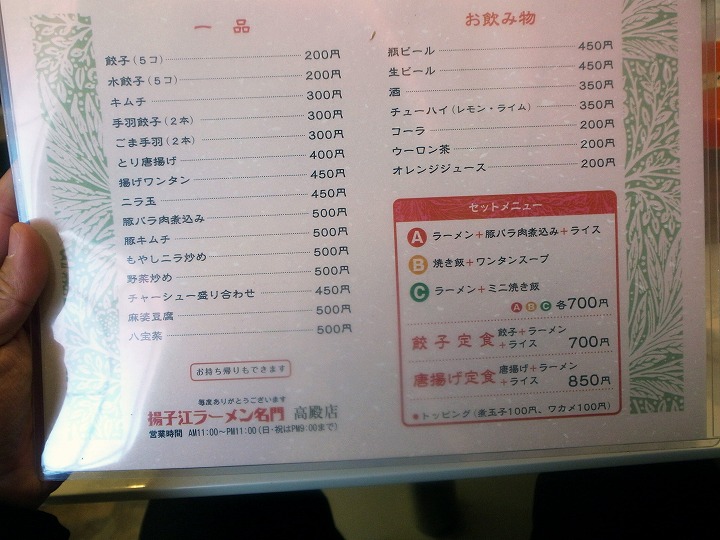 一品
餃子(5コ) 200円
水餃子(5コ) 200円
キムチ 300円
手羽餃子(2本) 300円
ごま手羽(2本) 300円
とり唐揚げ 400円
揚げワンタン 450円
ニラ玉 450円
豚バラ肉煮込み 500円
豚キムチ 500円
もやしニラ炒め 500円
野菜炒め 500円
チャーシュー盛り合わせ 450円
麻婆豆腐 500円
八宝菜 500円
お持ち帰りもできます
毎度ありがとうございます
揚子江ラーメン名門 高殿店
営業時間 AM11:00〜PM11:00(日・祝はPM9:00まで)
お飲み物
瓶ビール 450円
生ビール 450円
酒 350円
チューハイ(レモン・ライム) 350円
コーラ 200円
ウーロン茶 200円
オレンジジュース 200円
セットメニュー
A ラーメン+豚バラ肉煮込み+ライス
B 焼き飯+ワンタンスープ
C ラーメン+ミニ焼き飯
A B C 各700円
餃子定食 餃子+ラーメン+ライス 700円
唐揚げ定食 唐揚げ+ラーメン+ライス 850円
●トッピング(煮玉子100円、ワカメ100円)